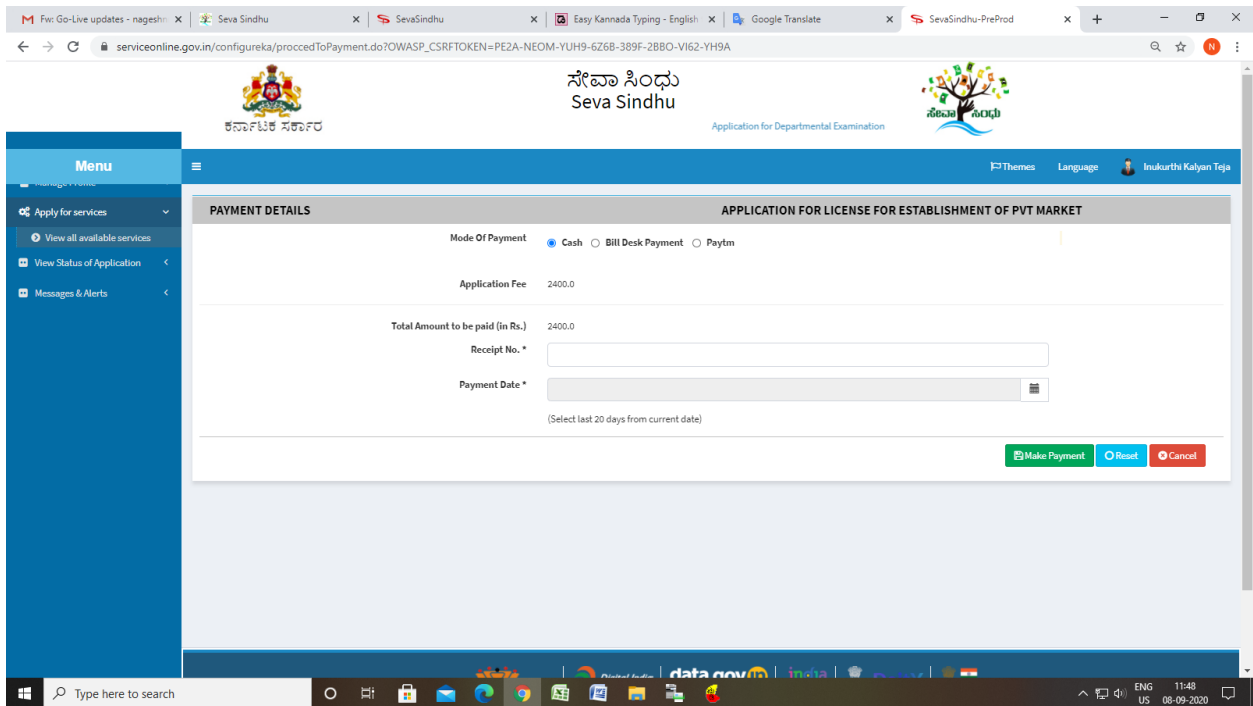 Fw: Go-Live updates - nageshn
Seva Sindhu
SevaSindhu
Easy Kannada Typing - English
Google Translate
SevaSindhu-PreProd
serviceonline.gov.in/configureka/proccedToPayment.do?OWASP_CSRFTOKEN=PE2A-NEOM-YUH9-6Z6B-389F-2BBO-VI62-YH9A
N
ಕರ್ನಾಟಕ ಸರ್ಕಾರ
ಸೇವಾ ಸಿಂಧು
Seva Sindhu
Application for Departmental Examination
ಸೇವಾ ಸಿಂಧು
Menu
Themes Language Inukurthi Kalyan Teja
Manage Profile
Apply for services
View all available services
View Status of Application
Messages & Alerts
PAYMENT DETAILS APPLICATION FOR LICENSE FOR ESTABLISHMENT OF PVT MARKET
Mode Of Payment Cash Bill Desk Payment Paytm
Application Fee 2400.0
Total Amount to be paid (in Rs.) 2400.0
Receipt No. *
Payment Date *
(Select last 20 days from current date)
Make Payment Reset Cancel
Digital India data.gov.in india
Type here to search
ENG 11:48
US 08-09-2020